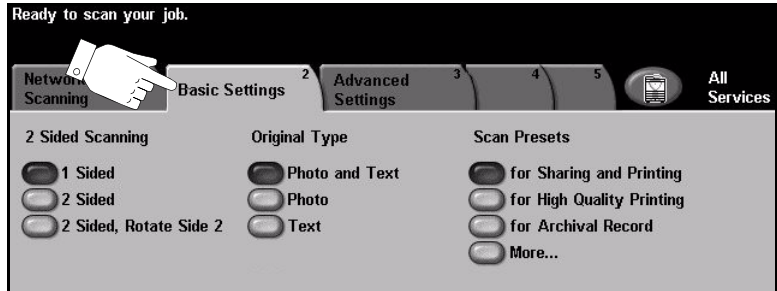 Ready to scan your job.
Network Scanning
Basic Settings 2
Advanced Settings 3
4
5
All Services
2 Sided Scanning
1 Sided
2 Sided
2 Sided, Rotate Side 2
Original Type
Photo and Text
Photo
Text
Scan Presets
for Sharing and Printing
for High Quality Printing
for Archival Record
More...